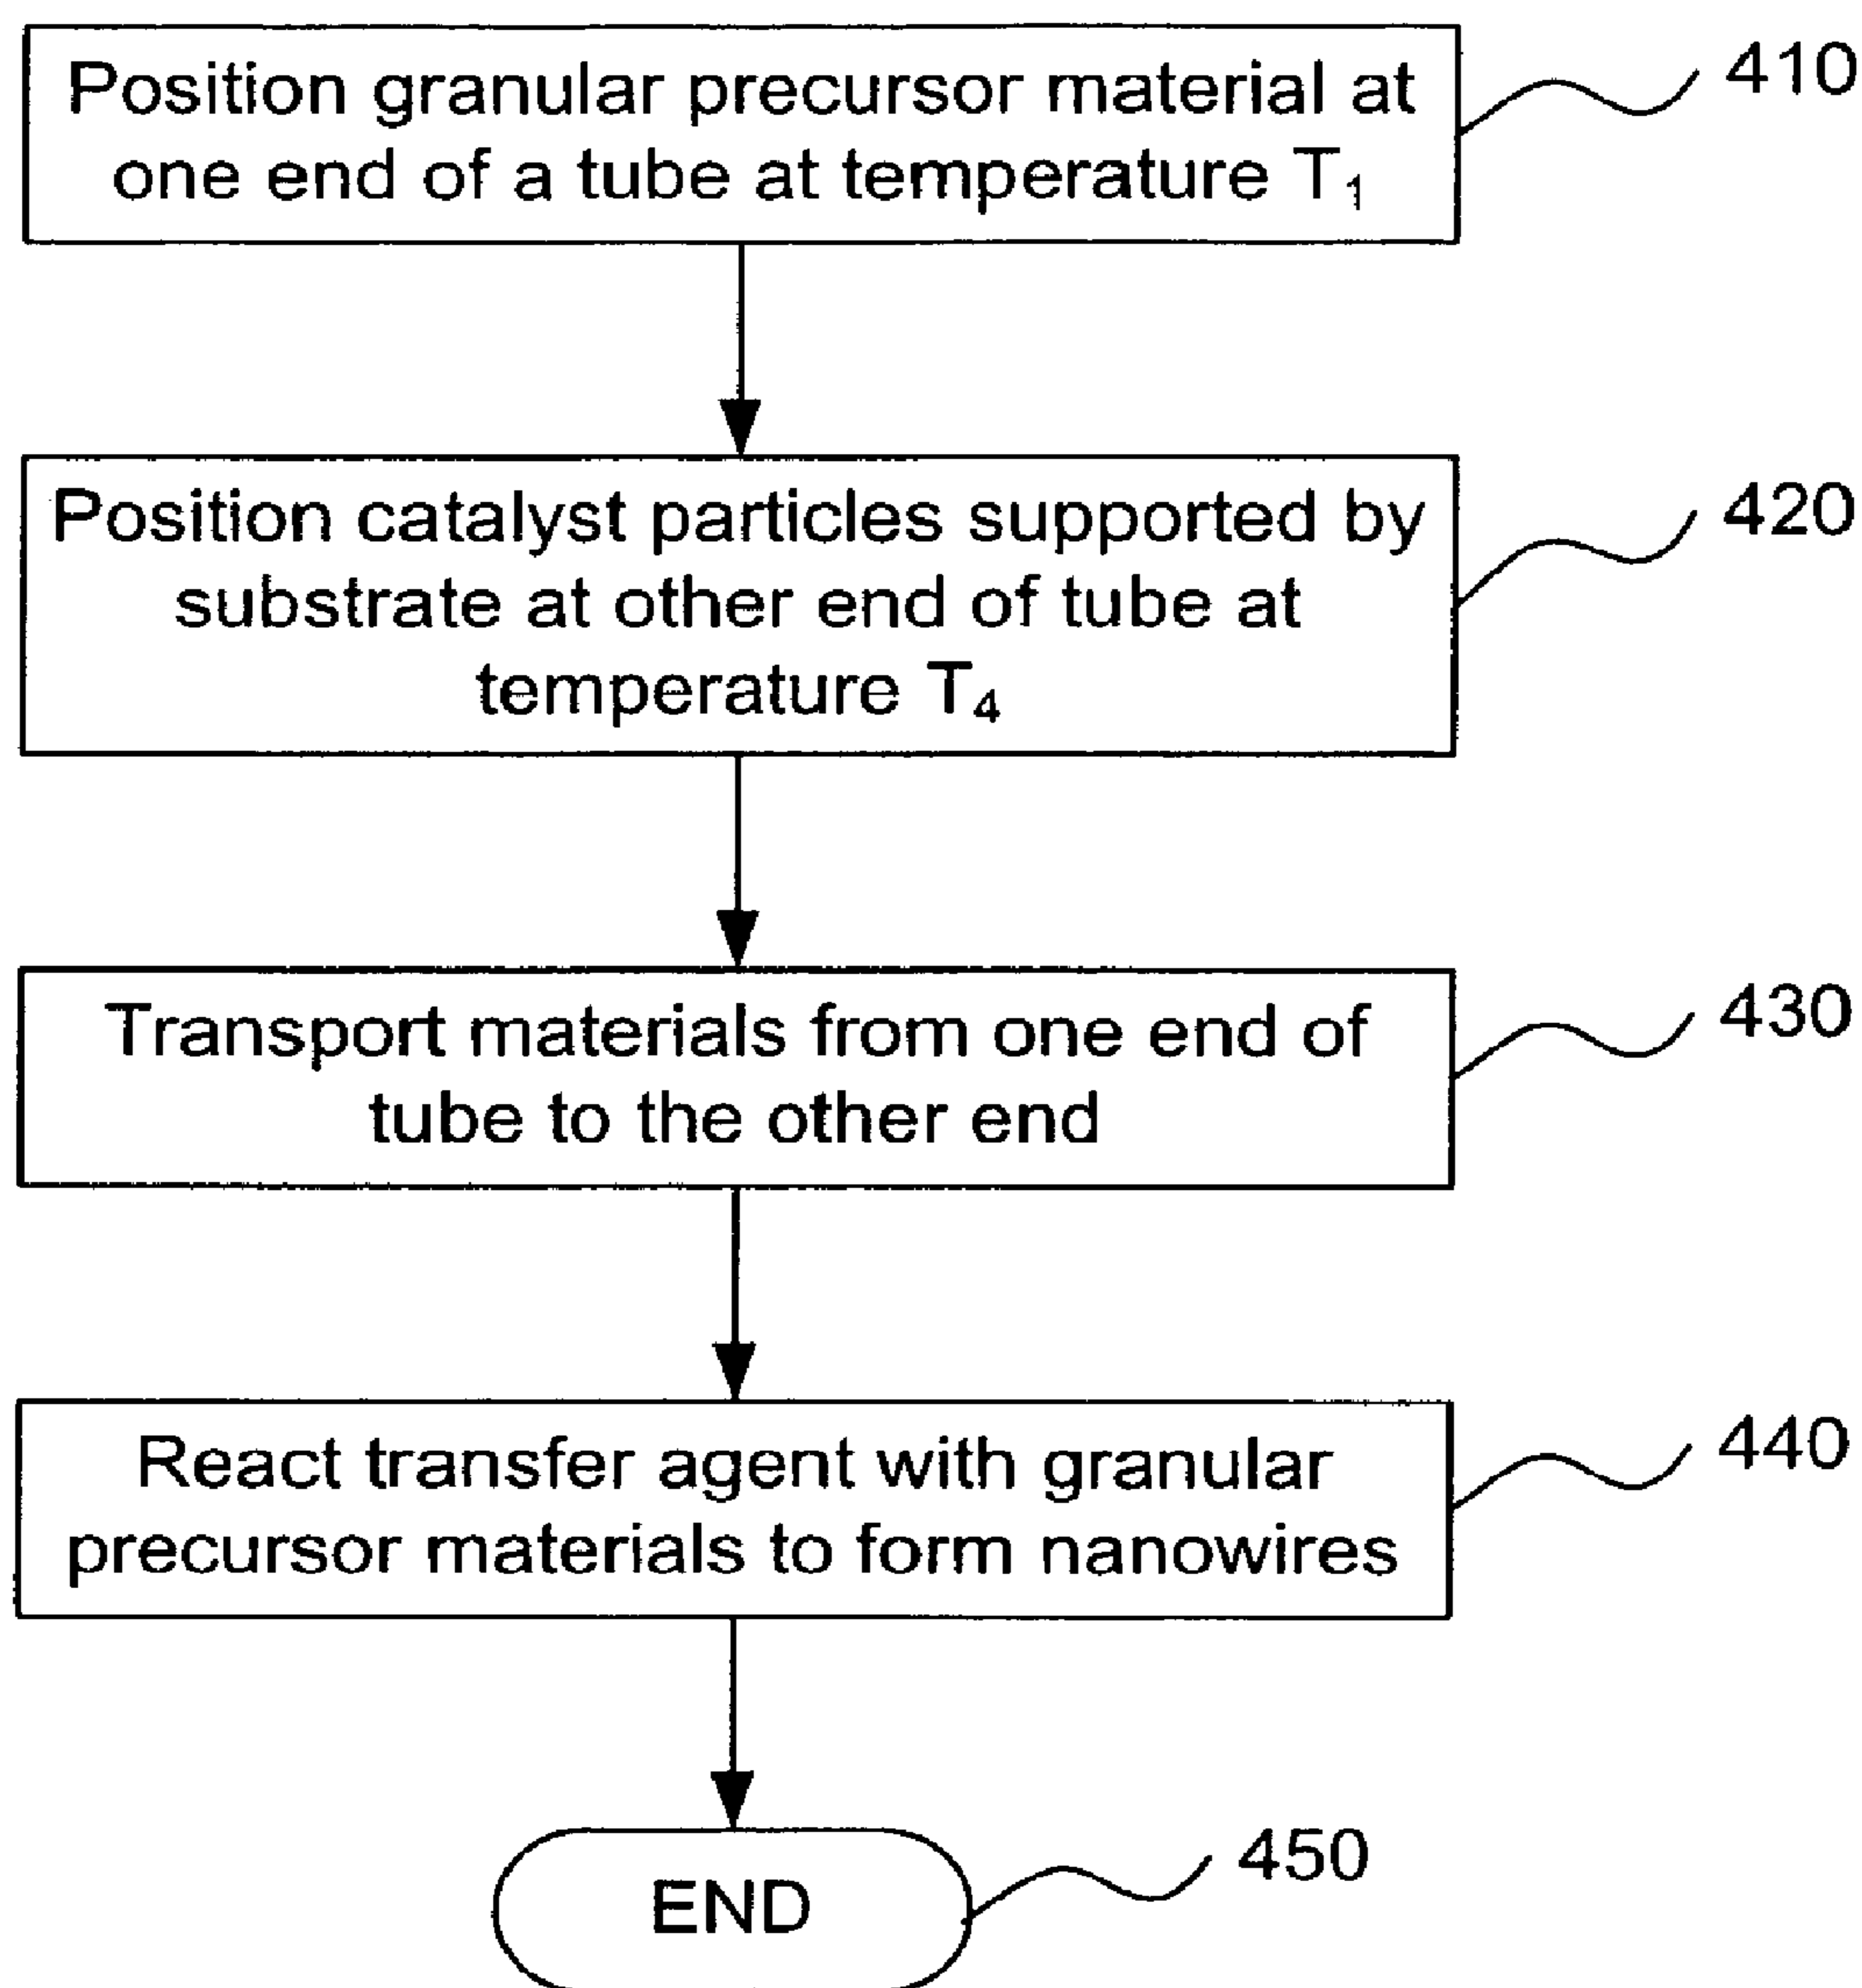 Position granular precursor material at
one end of a tube at temperature T₁
410
Position catalyst particles supported by
substrate at other end of tube at
temperature T₄
420
Transport materials from one end of
tube to the other end
430
React transfer agent with granular
precursor materials to form nanowires
440
END
450